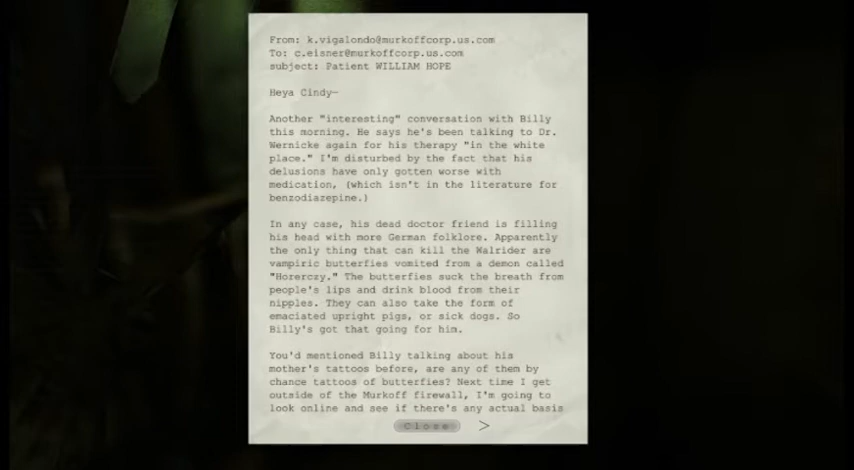 From: k.vigalondo@murkoffcorp.us.com
To: c.eisner@murkoffcorp.us.com
subject: Patient WILLIAM HOPE
Heya Cindy—
Another "interesting" conversation with Billy
this morning. He says he's been talking to Dr.
Wernicke again for his therapy "in the white
place." I'm disturbed by the fact that his
delusions have only gotten worse with
medication, (which isn't in the literature for
benzodiazepine.)
In any case, his dead doctor friend is filling
his head with more German folklore. Apparently
the only thing that can kill the Walrider are
vampiric butterfies vomited from a demon called
"Horerczy." The butterfies suck the breath from
people's lips and drink blood from their
nipples. They can also take the form of
emaciated upright pigs, or sick dogs. So
Billy's got that going for him.
You'd mentioned Billy talking about his
mother's tattoos before, are any of them by
chance tattoos of butterfies? Next time I get
outside of the Murkoff firewall, I'm going to
look online and see if there's any actual basis
Close >